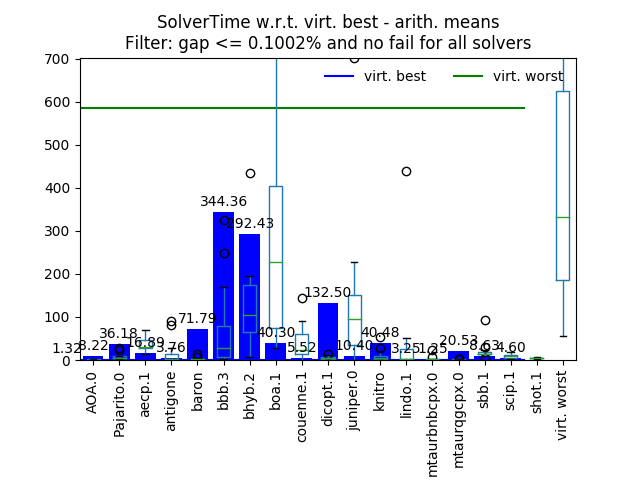 SolverTime w.r.t. virt. best - arith. means
Filter: gap <= 0.1002% and no fail for all solvers
virt. best
virt. worst
700
600
500
400
300
200
100
0
344.36
292.43
132.50
71.79
36.18
40.30
40.48
1.32
8.22
16.89
3.76
5.52
10.40
3.25
1.25
20.53
8.63
4.60
AOA.0
Pajarito.0
aecp.1
antigone
baron
bbb.3
bhyb.2
boa.1
couenne.1
dicopt.1
juniper.0
knitro
lindo.1
mtaurbnbcpx.0
mtaurqgcpx.0
sbb.1
scip.1
shot.1
virt. worst